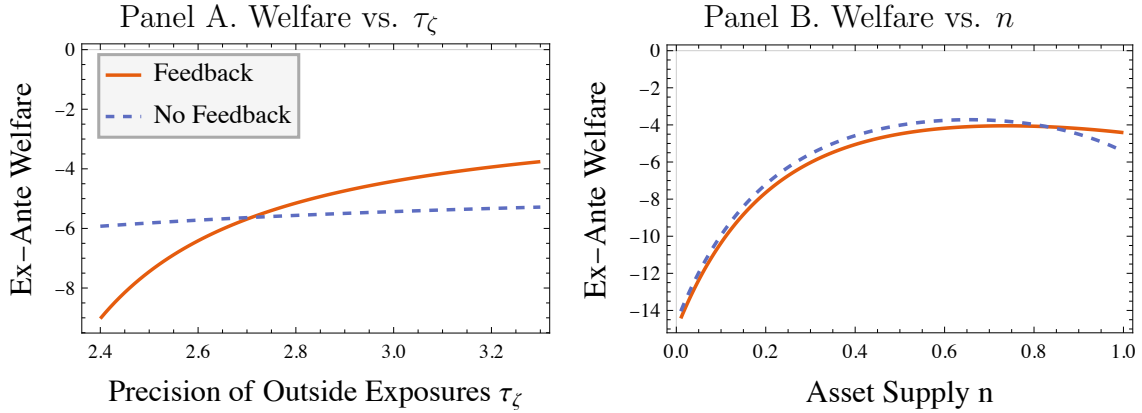 Panel A. Welfare vs. τζ
Ex−Ante Welfare
0
−2
−4
−6
−8
Feedback
No Feedback
2.4 2.6 2.8 3.0 3.2
Precision of Outside Exposures τζ
Panel B. Welfare vs. n
Ex−Ante Welfare
0
−2
−4
−6
−8
−10
−12
−14
0.0 0.2 0.4 0.6 0.8 1.0
Asset Supply n